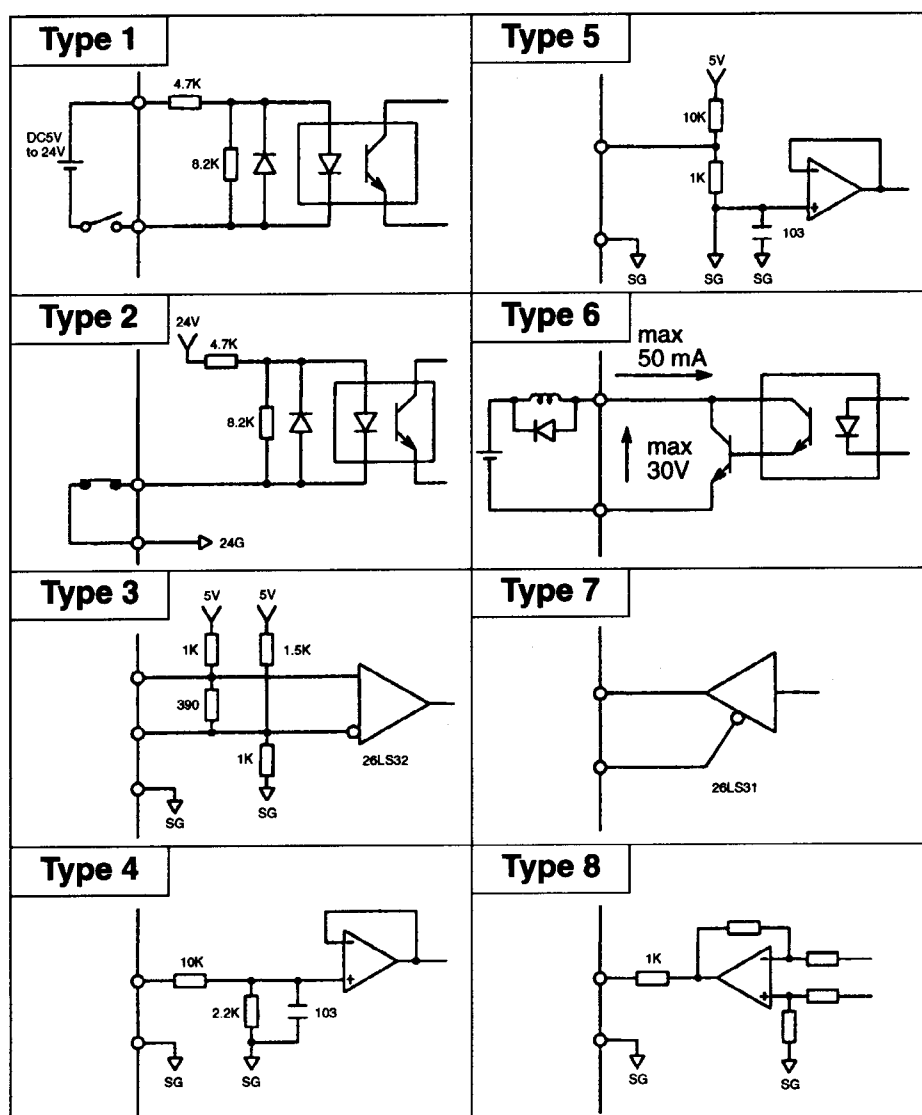 Type 1
4.7K
DC5V
to 24V
8.2K
Type 5
5V
10K
1K
103
SG
SG
SG
Type 2
24V
4.7K
8.2K
24G
Type 6
max
50 mA
max
30V
Type 3
5V
5V
1K
1.5K
390
1K
26LS32
SG
SG
Type 7
26LS31
Type 4
10K
2.2K
103
SG
SG
Type 8
1K
SG
SG